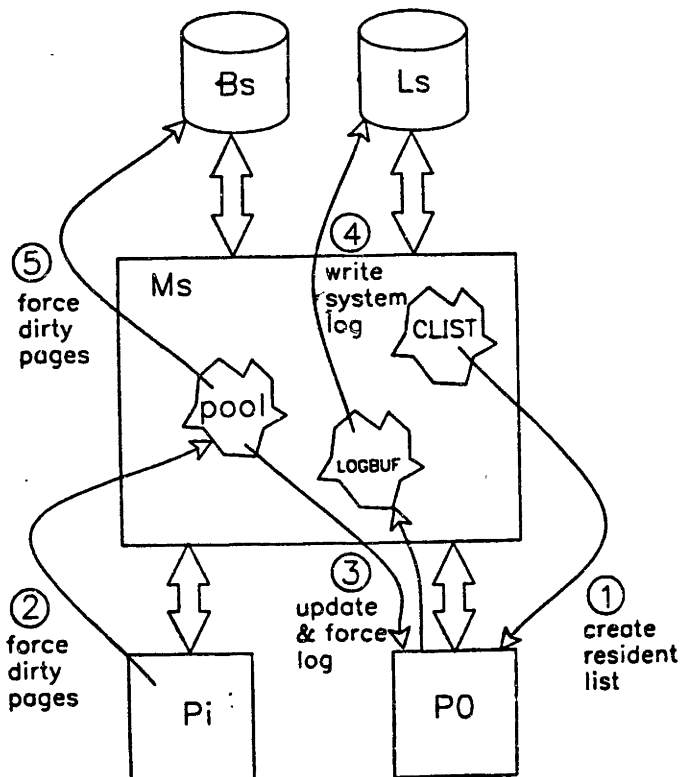 Bs
Ls
5
force
dirty
pages
Ms
4
write
system
log
CLIST
pool
LOGBUF
2
force
dirty
pages
3
update
& force
log
1
create
resident
list
Pi
P0